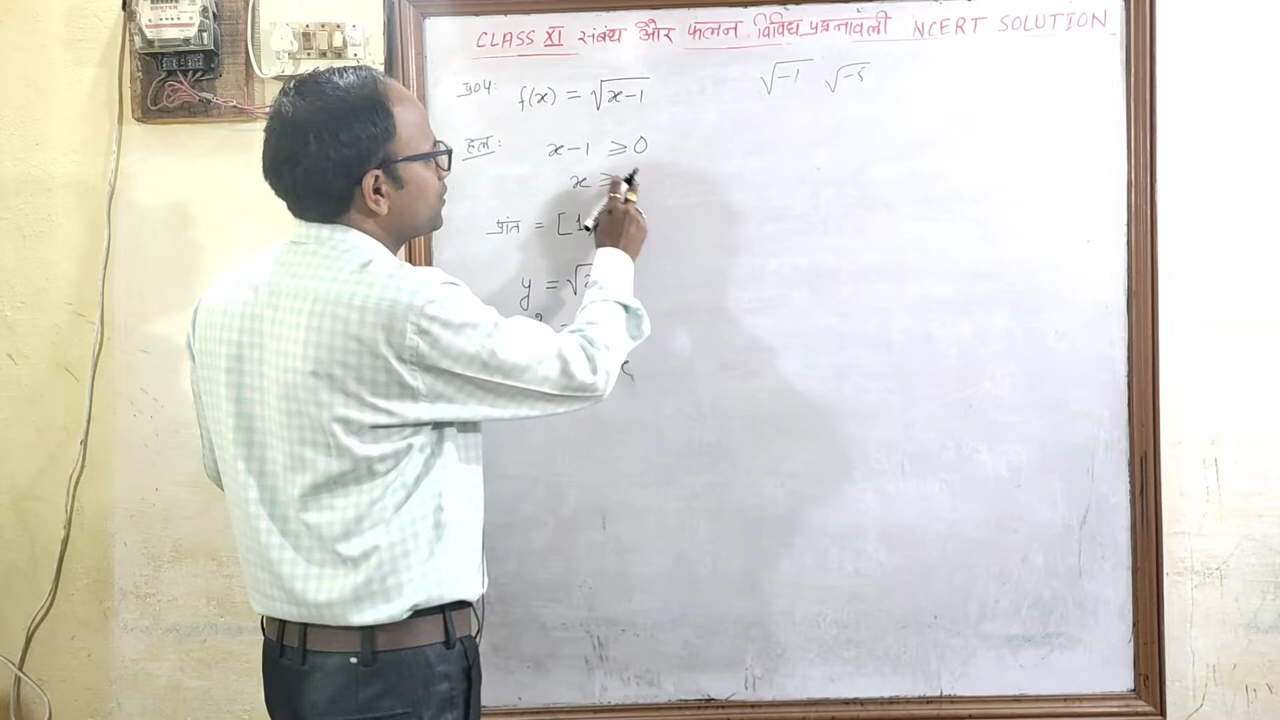 CLASS XI संबंध और फलन विविध प्रश्नावली NCERT SOLUTION
प्र04: f(x) = √x-1
√-1 √-5
हल: x-1 ≥ 0
x ≥
प्रांत = [1,
y = √